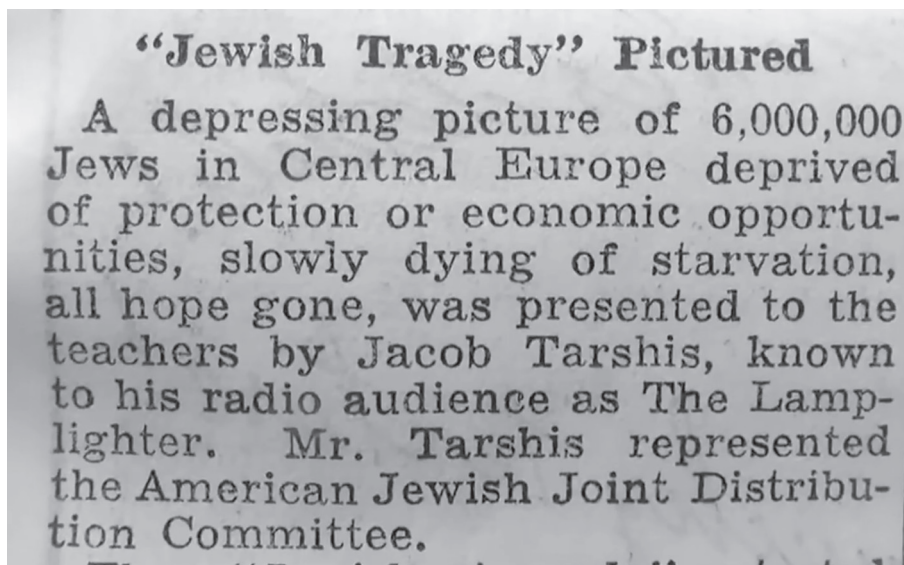 "Jewish Tragedy" Pictured
A depressing picture of 6,000,000
Jews in Central Europe deprived
of protection or economic opportu-
nities, slowly dying of starvation,
all hope gone, was presented to the
teachers by Jacob Tarshis, known
to his radio audience as The Lamp-
lighter. Mr. Tarshis represented
the American Jewish Joint Distribu-
tion Committee.